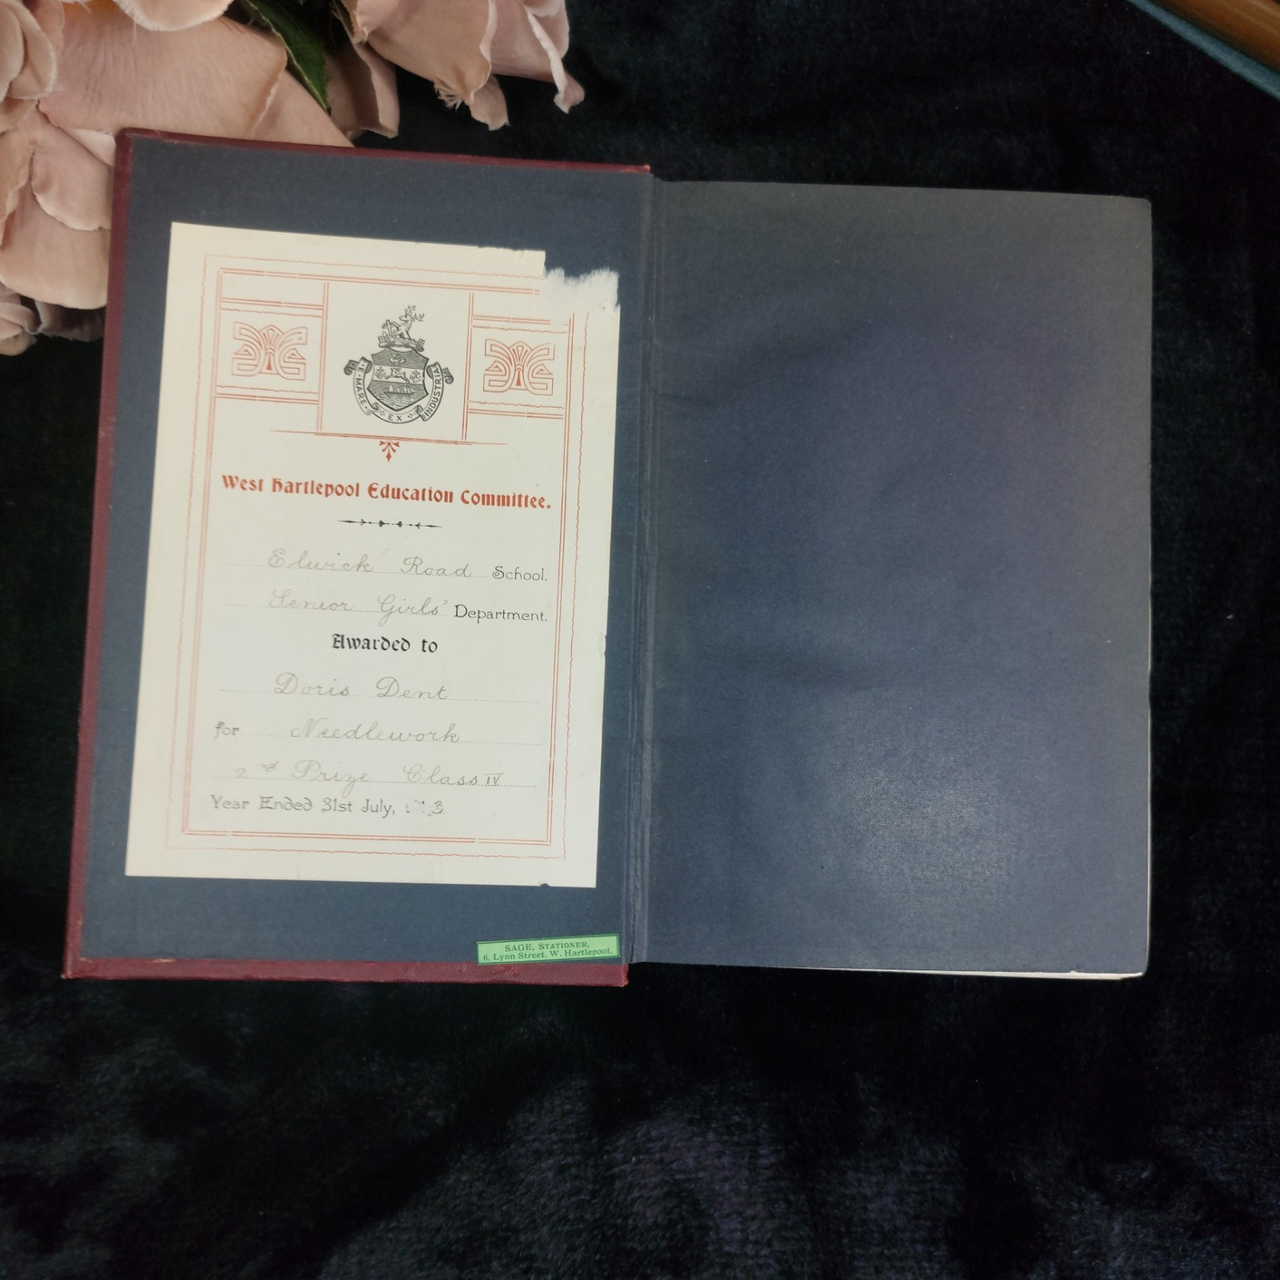 E · MARE
EX
INDUSTRIA
West Hartlepool Education Committee.
Elwick Road School.
Senior Girls' Department.
Awarded to
Doris Dent
for Needlework
2nd Prize Class IV
Year Ended 31st July, 3
SAGE, STATIONER,
6, Lynn Street, W. Hartlepool.